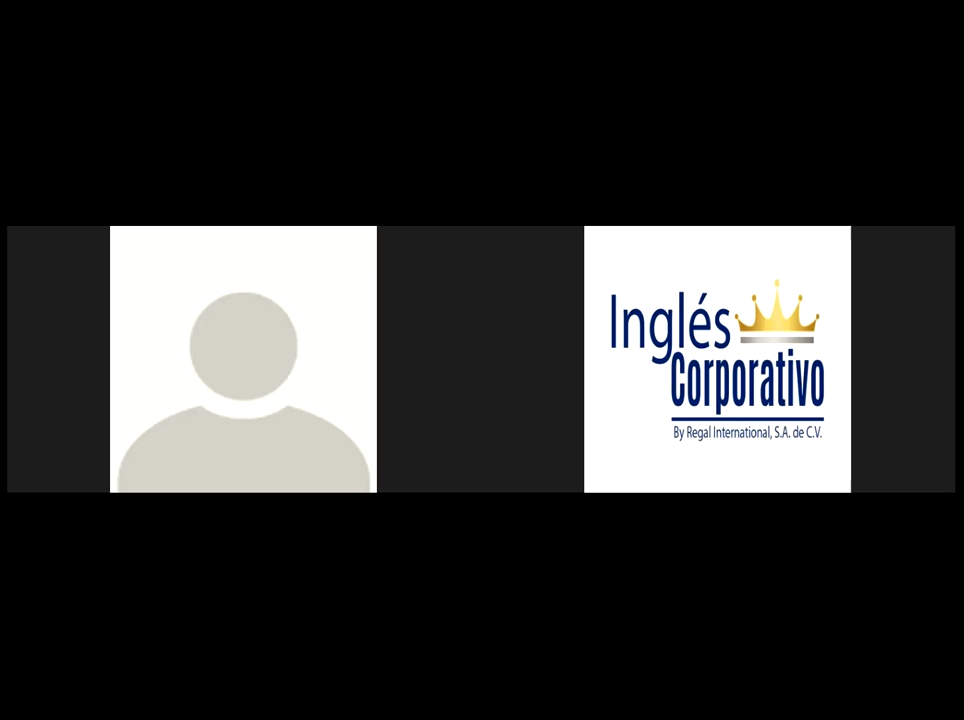 Inglés
Corporativo
By Regal International, S.A. de C.V.